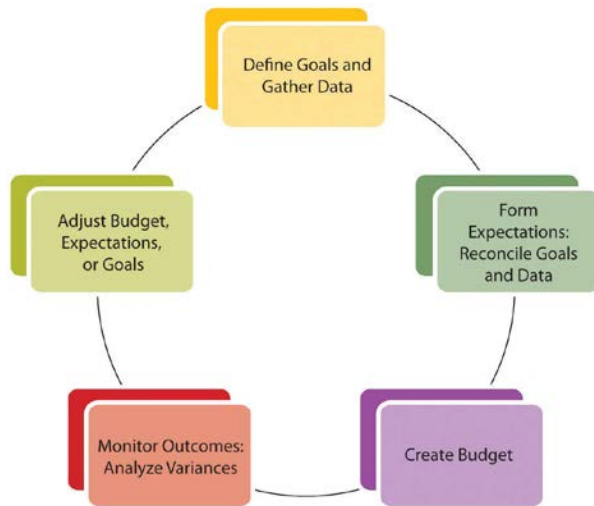 Define Goals and
Gather Data
Form
Expectations:
Reconcile Goals
and Data
Create Budget
Monitor Outcomes:
Analyze Variances
Adjust Budget,
Expectations,
or Goals